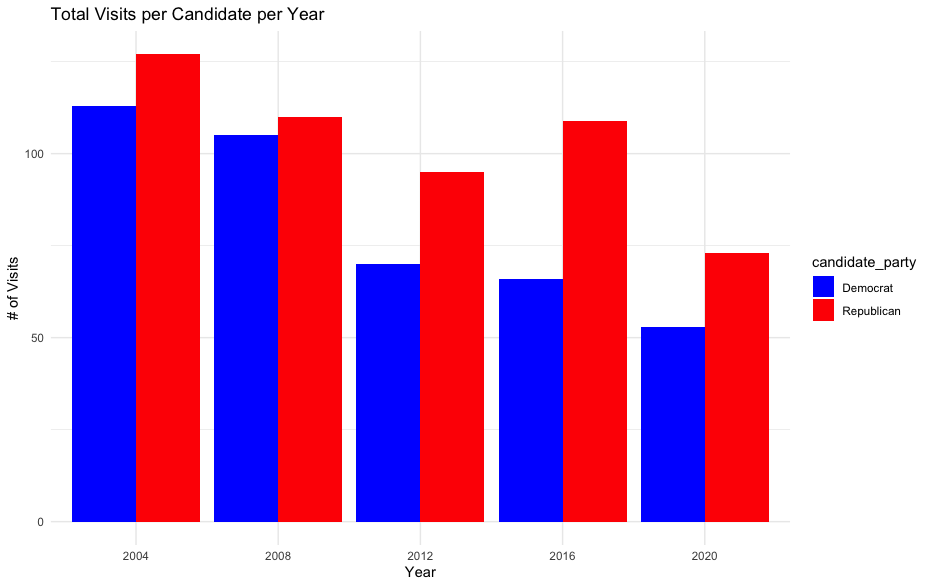 Total Visits per Candidate per Year
# of Visits
100
50
0
2004 2008 2012 2016 2020
Year
candidate_party
Democrat
Republican